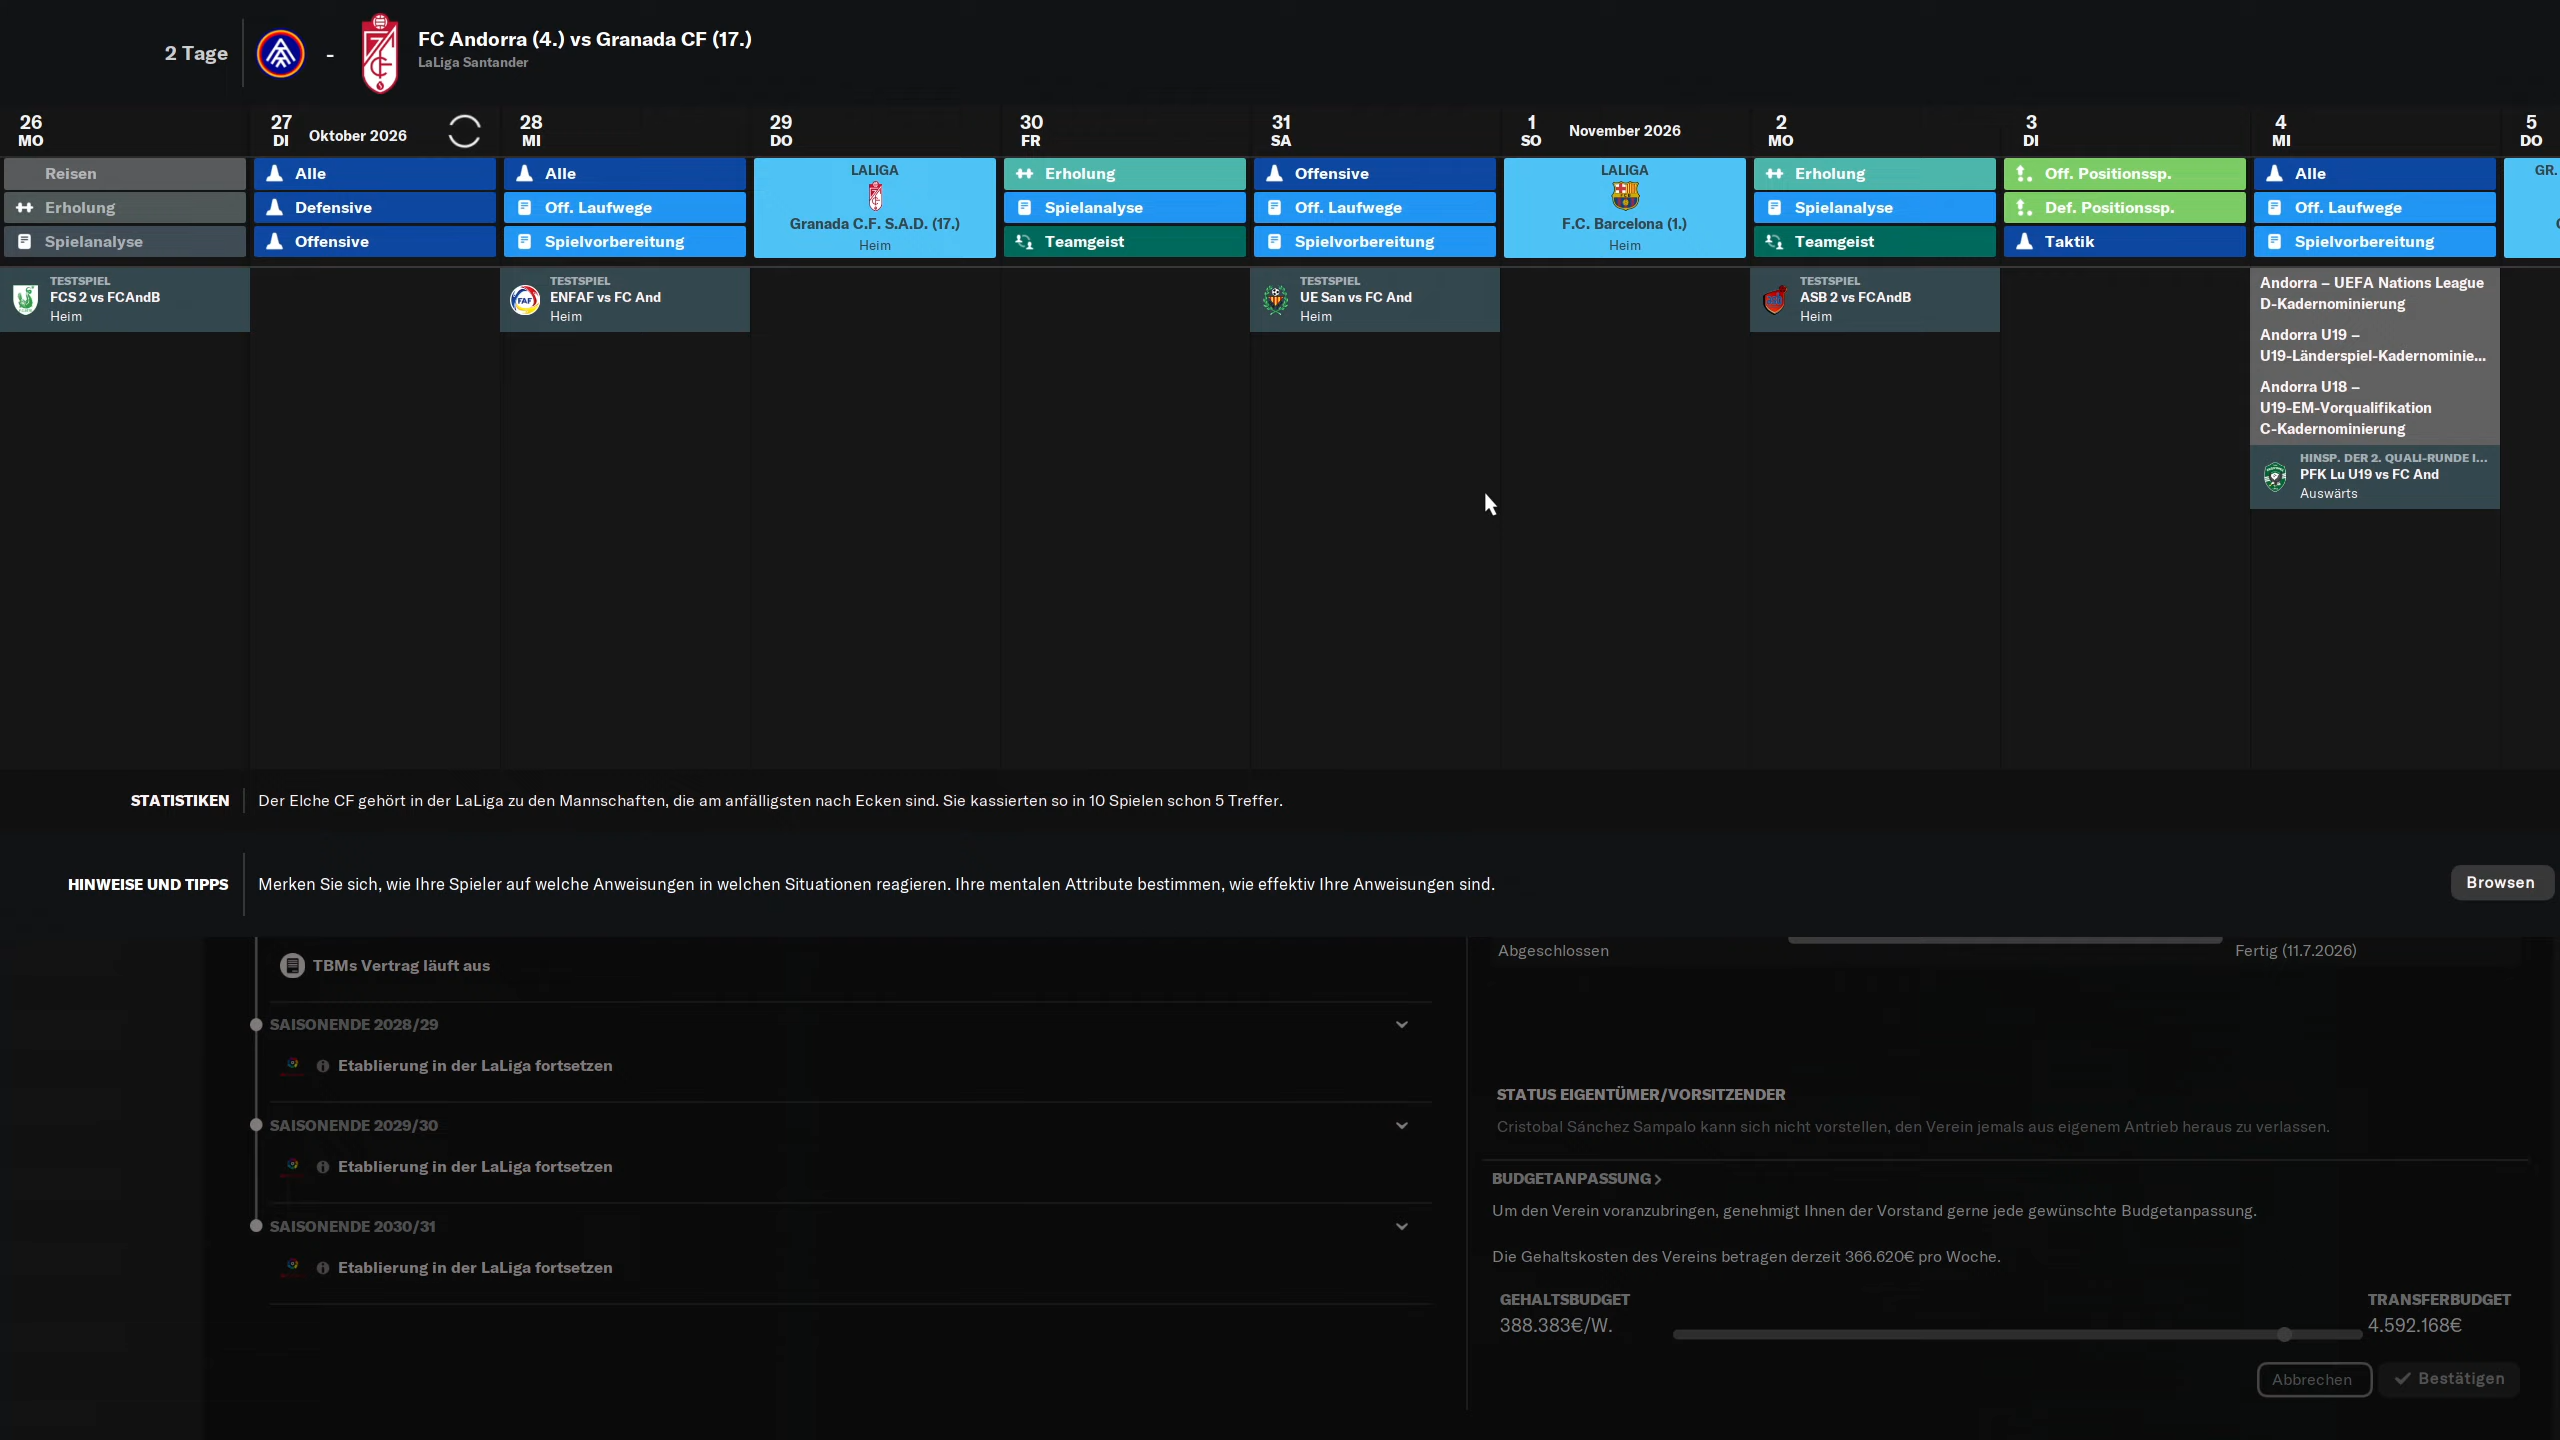 2 Tage
FC Andorra (4.) vs Granada CF (17.)
LaLiga Santander
26 MO
27 DI
Oktober 2026
28 MI
29 DO
30 FR
31 SA
1 SO
November 2026
2 MO
3 DI
4 MI
5 DO
Reisen
Erholung
Spielanalyse
Alle
Defensive
Offensive
Alle
Off. Laufwege
Spielvorbereitung
LALIGA
Granada C.F. S.A.D. (17.)
Heim
Erholung
Spielanalyse
Teamgeist
Offensive
Off. Laufwege
Spielvorbereitung
LALIGA
F.C. Barcelona (1.)
Heim
Erholung
Spielanalyse
Teamgeist
Off. Positionssp.
Def. Positionssp.
Taktik
Alle
Off. Laufwege
Spielvorbereitung
GR.
TESTSPIEL
FCS 2 vs FCAndB
Heim
TESTSPIEL
ENFAF vs FC And
Heim
TESTSPIEL
UE San vs FC And
Heim
TESTSPIEL
ASB 2 vs FCAndB
Heim
Andorra – UEFA Nations League
D-Kadernominierung
Andorra U19 –
U19-Länderspiel-Kadernominie...
Andorra U18 –
U19-EM-Vorqualifikation
C-Kadernominierung
HINSP. DER 2. QUALI-RUNDE I...
PFK Lu U19 vs FC And
Auswärts
STATISTIKEN
Der Elche CF gehört in der LaLiga zu den Mannschaften, die am anfälligsten nach Ecken sind. Sie kassierten so in 10 Spielen schon 5 Treffer.
HINWEISE UND TIPPS
Merken Sie sich, wie Ihre Spieler auf welche Anweisungen in welchen Situationen reagieren. Ihre mentalen Attribute bestimmen, wie effektiv Ihre Anweisungen sind.
Browsen
TBMs Vertrag läuft aus
SAISONENDE 2028/29
Etablierung in der LaLiga fortsetzen
SAISONENDE 2029/30
Etablierung in der LaLiga fortsetzen
SAISONENDE 2030/31
Etablierung in der LaLiga fortsetzen
Abgeschlossen
Fertig (11.7.2026)
STATUS EIGENTÜMER/VORSITZENDER
Cristobal Sánchez Sampalo kann sich nicht vorstellen, den Verein jemals aus eigenem Antrieb heraus zu verlassen.
BUDGETANPASSUNG >
Um den Verein voranzubringen, genehmigt Ihnen der Vorstand gerne jede gewünschte Budgetanpassung.
Die Gehaltskosten des Vereins betragen derzeit 366.620€ pro Woche.
GEHALTSBUDGET
388.383€/W.
TRANSFERBUDGET
4.592.168€
Abbrechen
Bestätigen